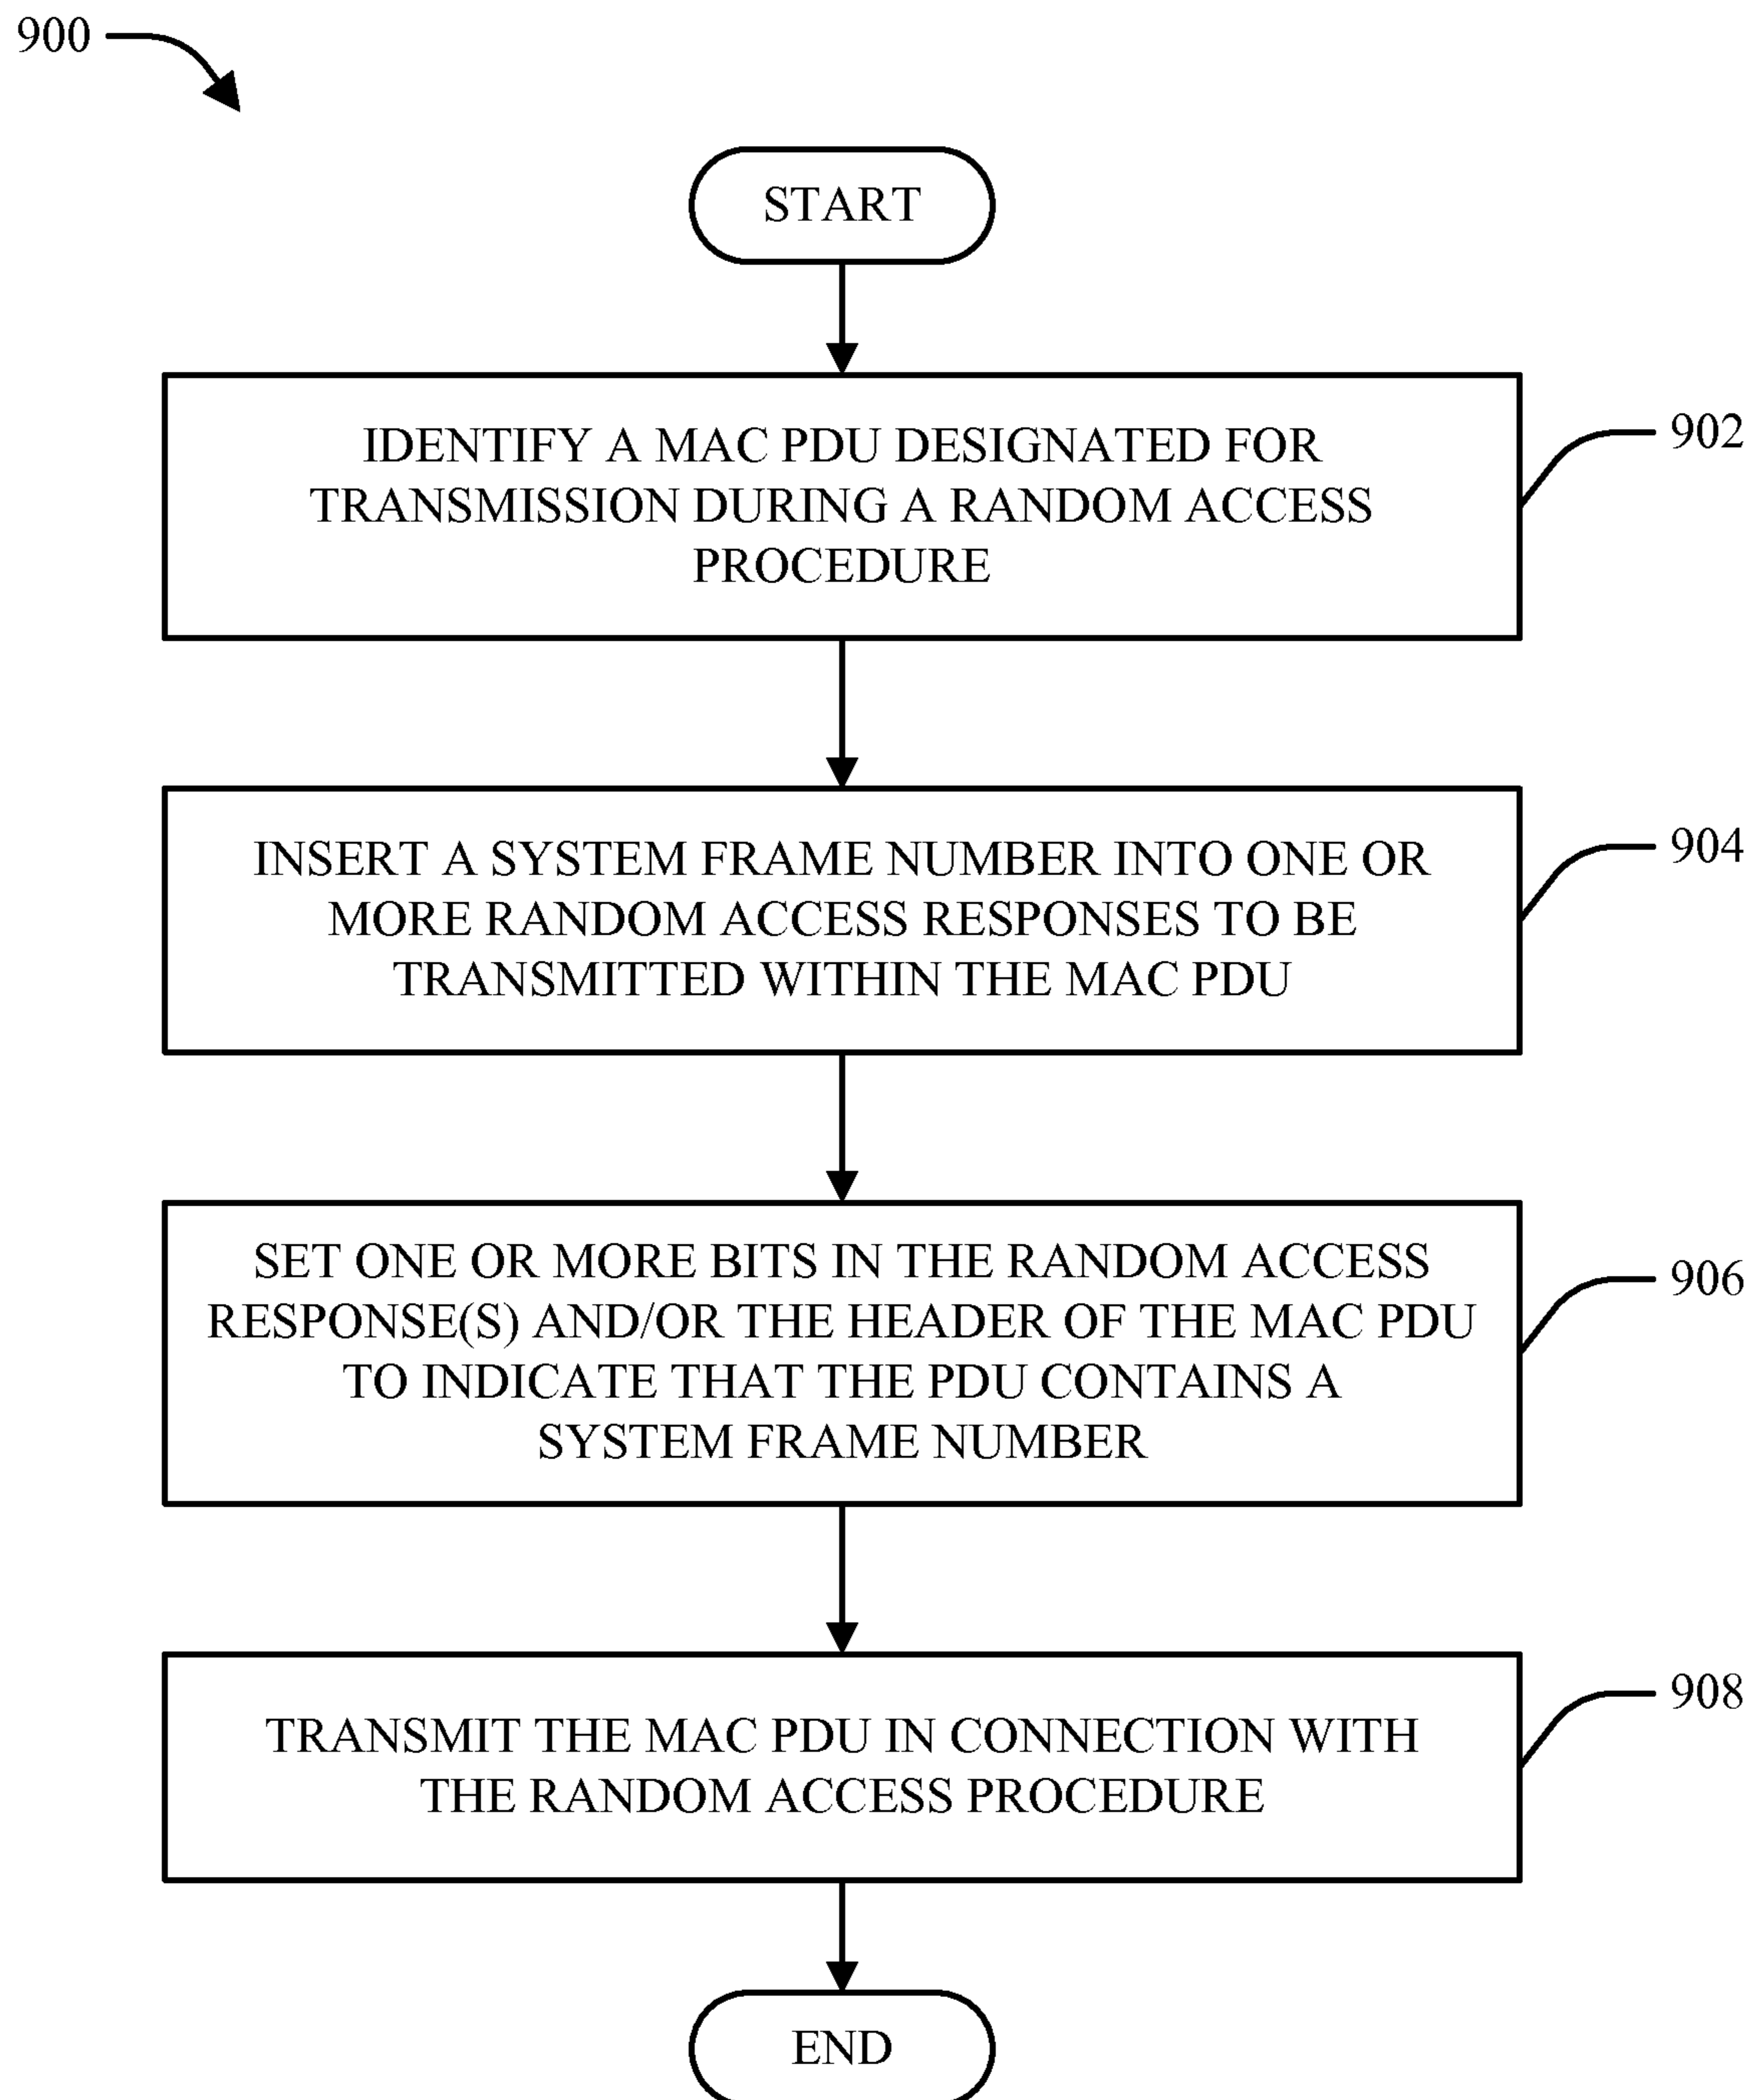 900
START
IDENTIFY A MAC PDU DESIGNATED FOR
TRANSMISSION DURING A RANDOM ACCESS
PROCEDURE
902
INSERT A SYSTEM FRAME NUMBER INTO ONE OR
MORE RANDOM ACCESS RESPONSES TO BE
TRANSMITTED WITHIN THE MAC PDU
904
SET ONE OR MORE BITS IN THE RANDOM ACCESS
RESPONSE(S) AND/OR THE HEADER OF THE MAC PDU
TO INDICATE THAT THE PDU CONTAINS A
SYSTEM FRAME NUMBER
906
TRANSMIT THE MAC PDU IN CONNECTION WITH
THE RANDOM ACCESS PROCEDURE
908
END